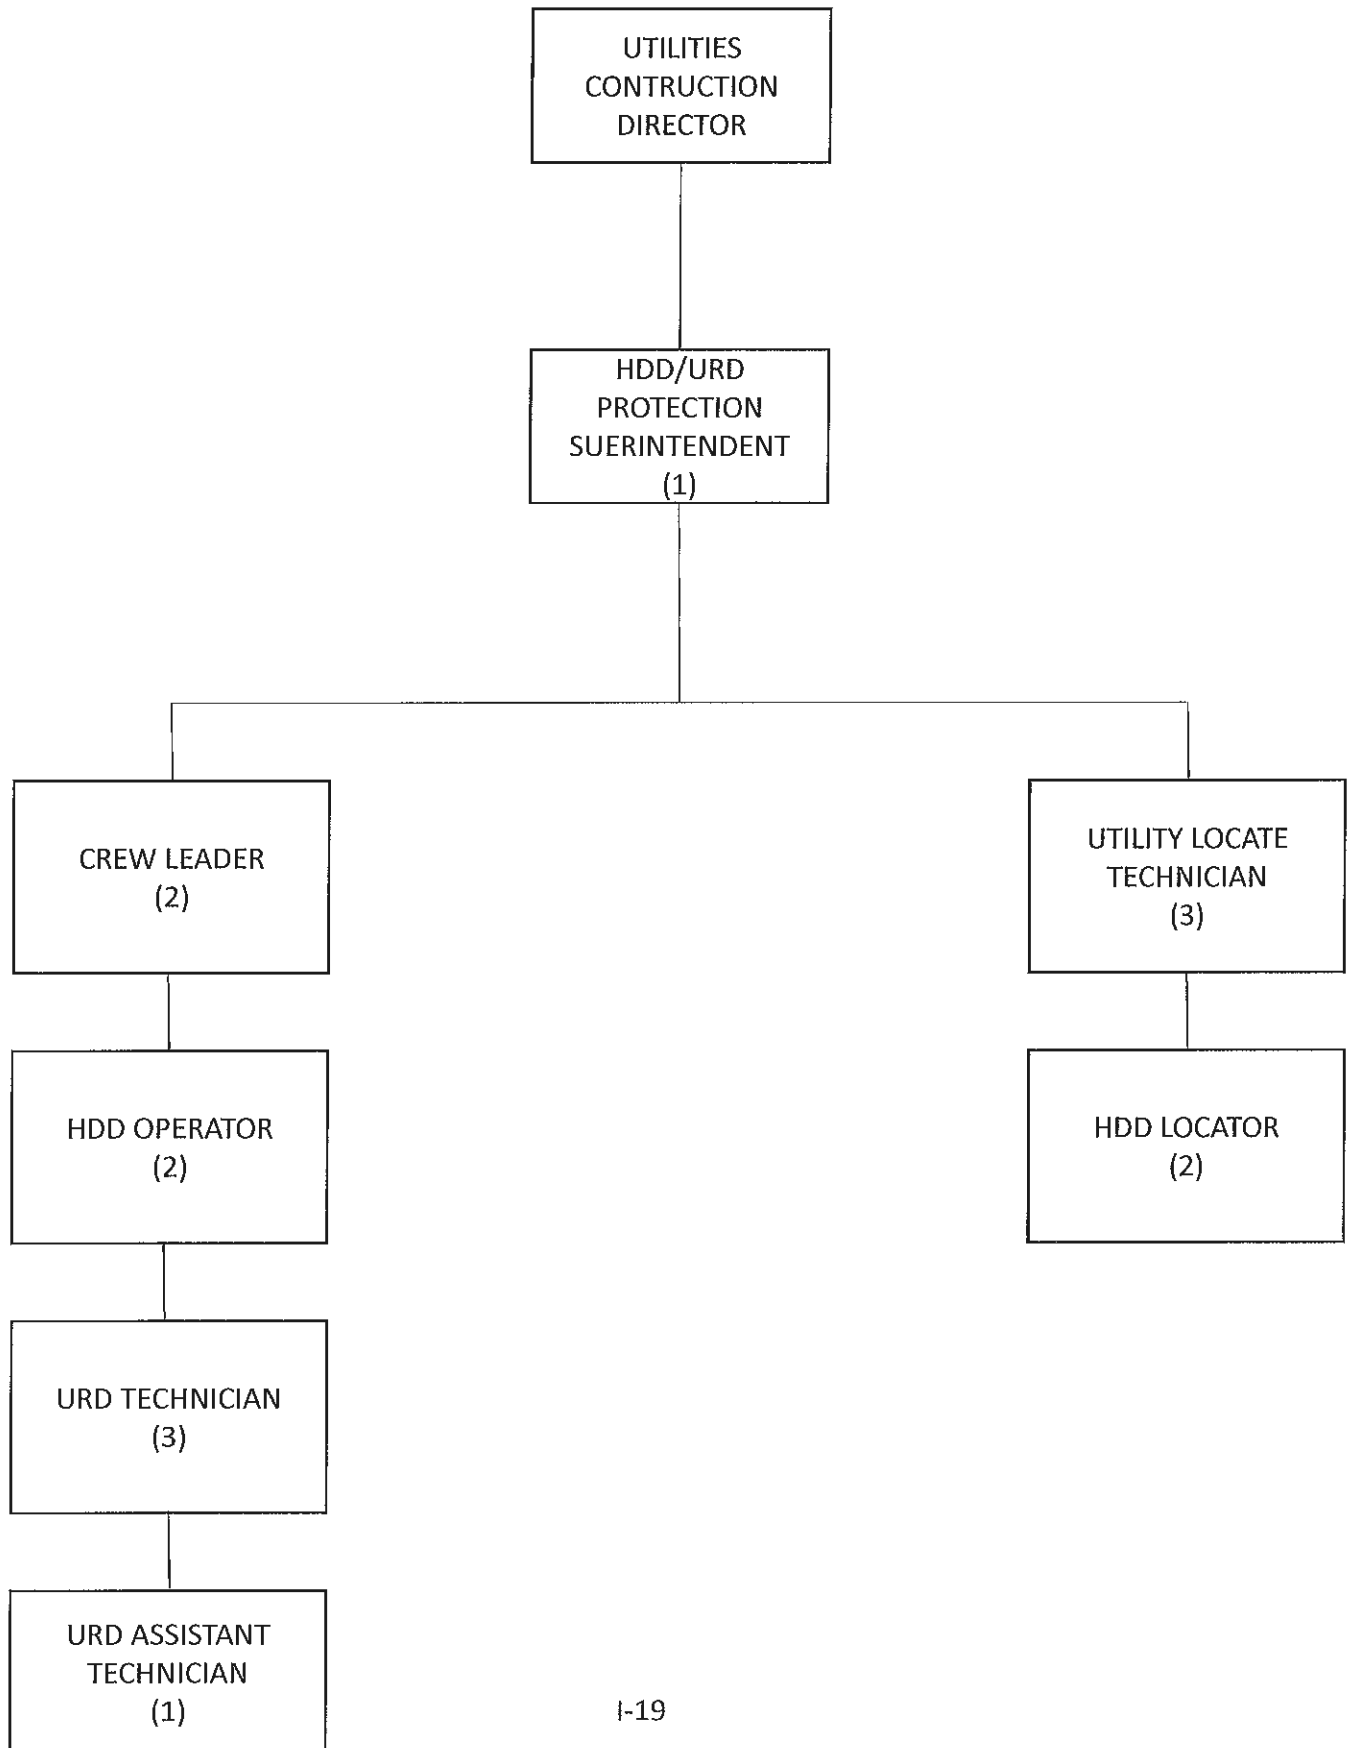 UTILITIES
CONTRUCTION
DIRECTOR
HDD/URD
PROTECTION
SUERINTENDENT
(1)
CREW LEADER
(2)
UTILITY LOCATE
TECHNICIAN
(3)
HDD OPERATOR
(2)
HDD LOCATOR
(2)
URD TECHNICIAN
(3)
URD ASSISTANT
TECHNICIAN
(1)
I-19